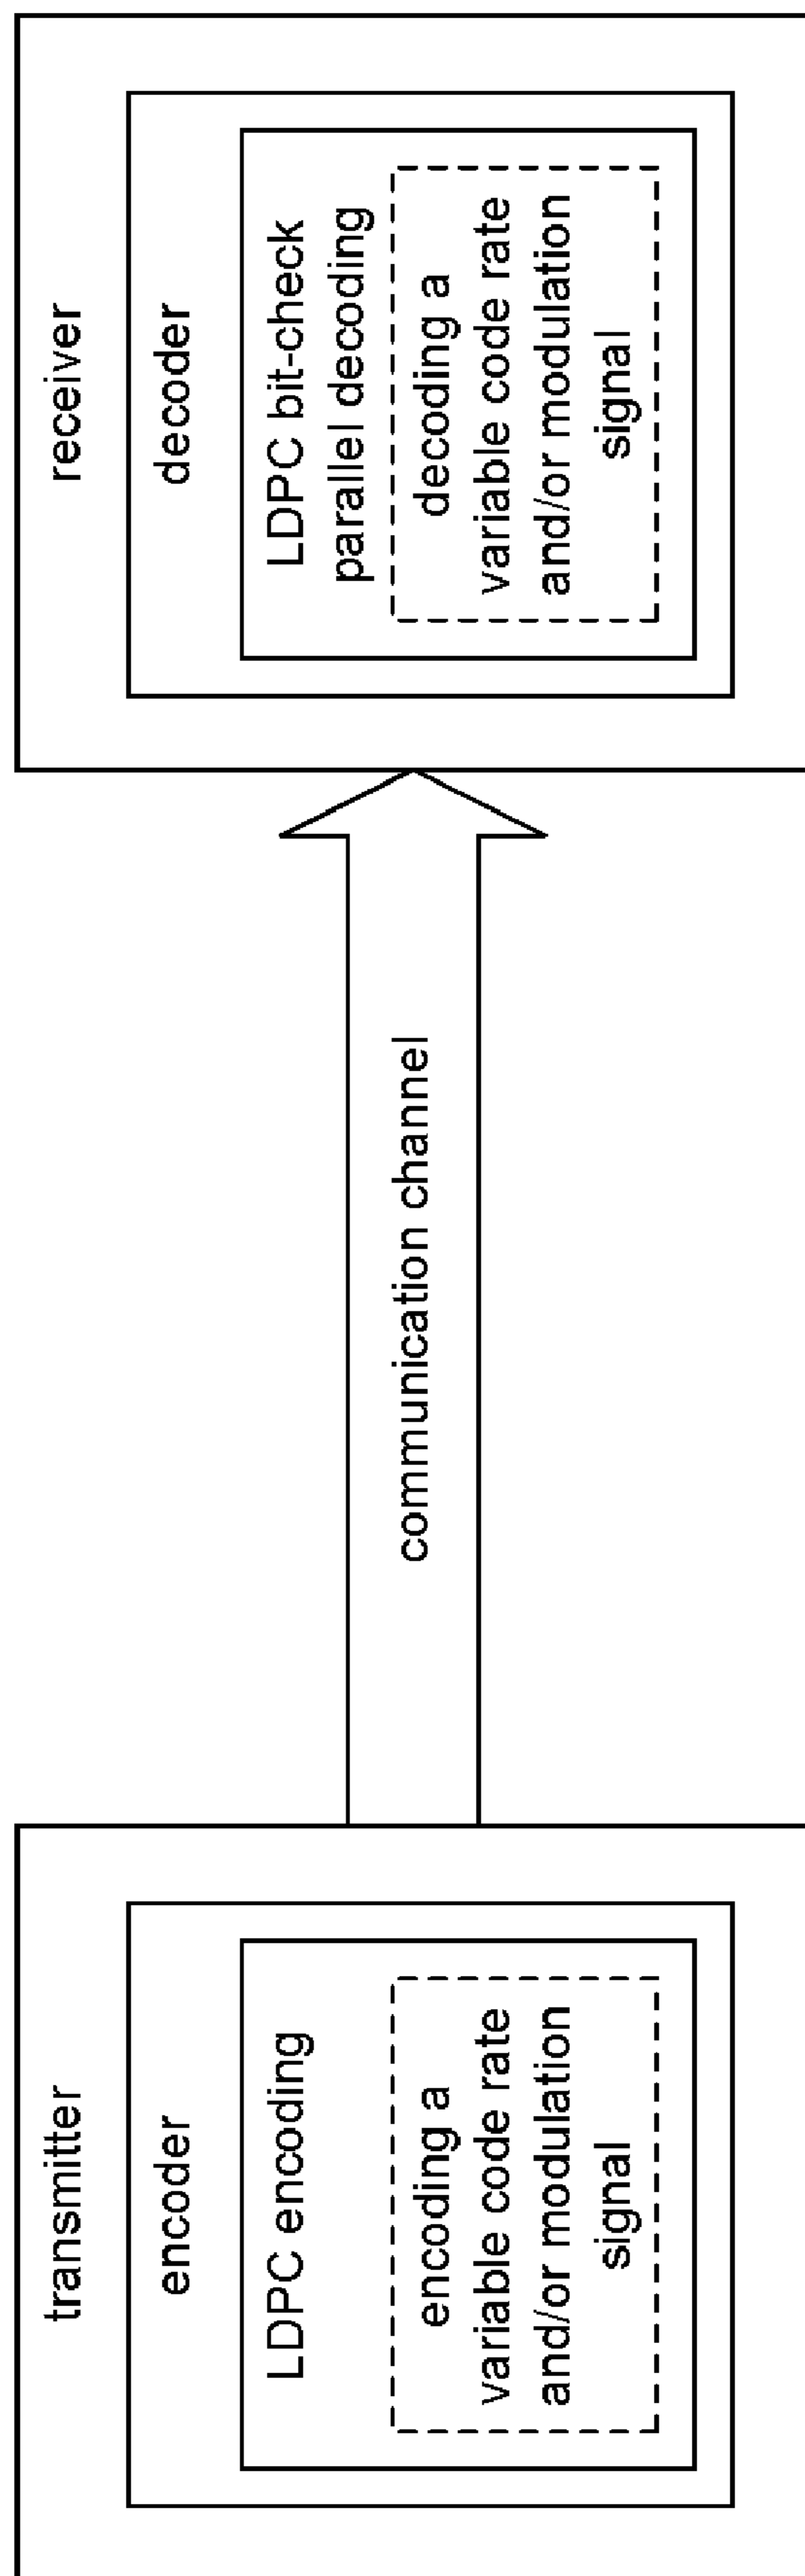 transmitter
encoder
LDPC encoding
encoding a
variable code rate
and/or modulation
signal
communication channel
receiver
decoder
LDPC bit-check
parallel decoding
decoding a
variable code rate
and/or modulation
signal